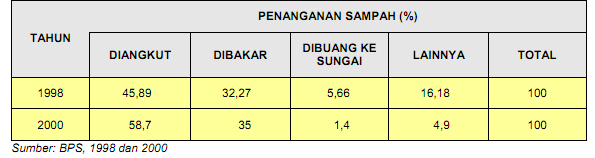 PENANGANAN SAMPAH (%)
TAHUN
DIANGKUT DIBAKAR DIBUANG KE SUNGAI LAINNYA TOTAL
1998 45,89 32,27 5,66 16,18 100
2000 58,7 35 1,4 4,9 100
Sumber: BPS, 1998 dan 2000